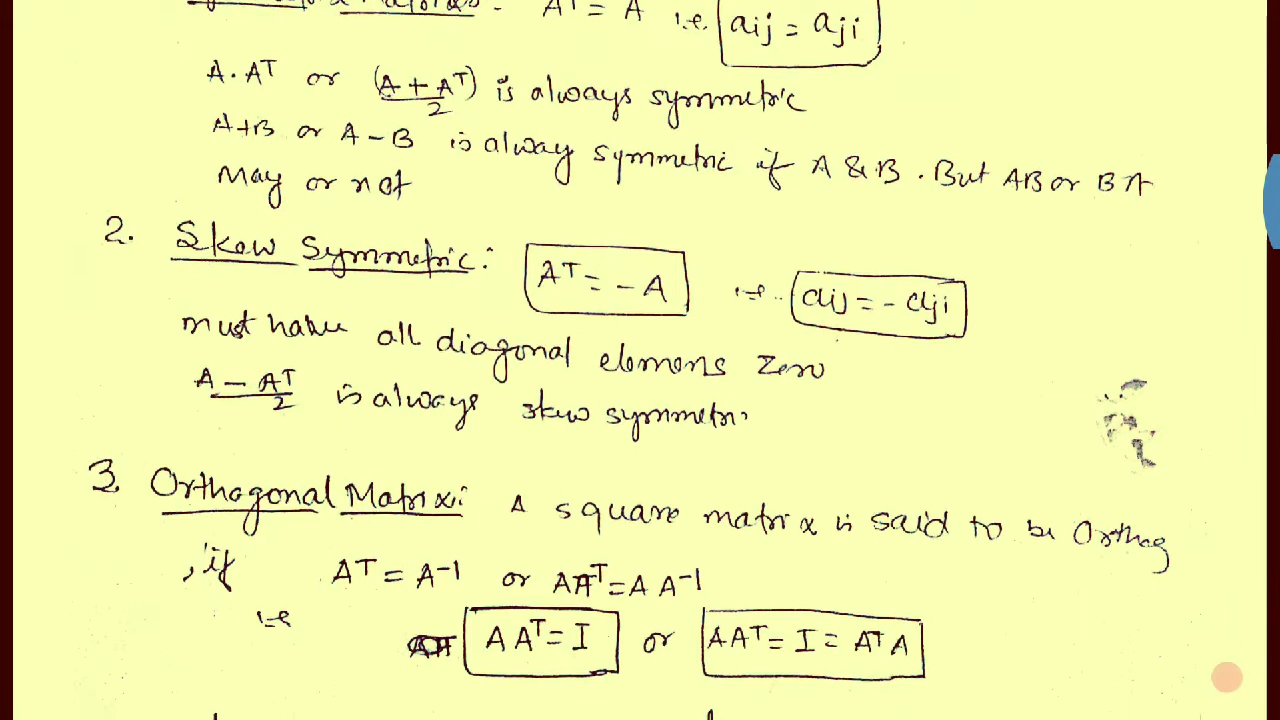 Aᵀ = A i.e. aij = aji
A.Aᵀ or (A + Aᵀ)/2 is always symmetric
A+B or A - B is alway symmetric if A & B . But AB or BA
may or not
2. Skew Symmetric : Aᵀ = - A i.e. aij = - aji
must have all diagonal elemens zero
A - Aᵀ/2 is always skew symmetri
3 Orthogonal Matrix: A square matrix is said to be Orthog
, if Aᵀ = A⁻¹ or AAᵀ = A A⁻¹
i.e
A Aᵀ = I or AAᵀ = I = Aᵀ A